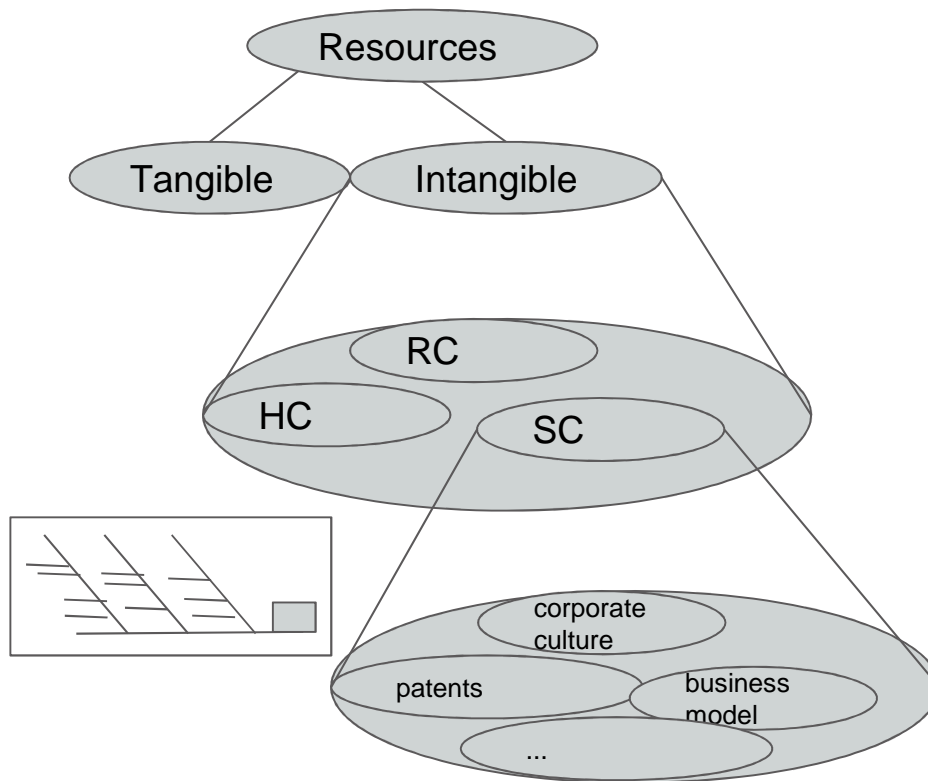 Resources
Tangible
Intangible
RC
HC
SC
corporate
culture
patents
business
model
...